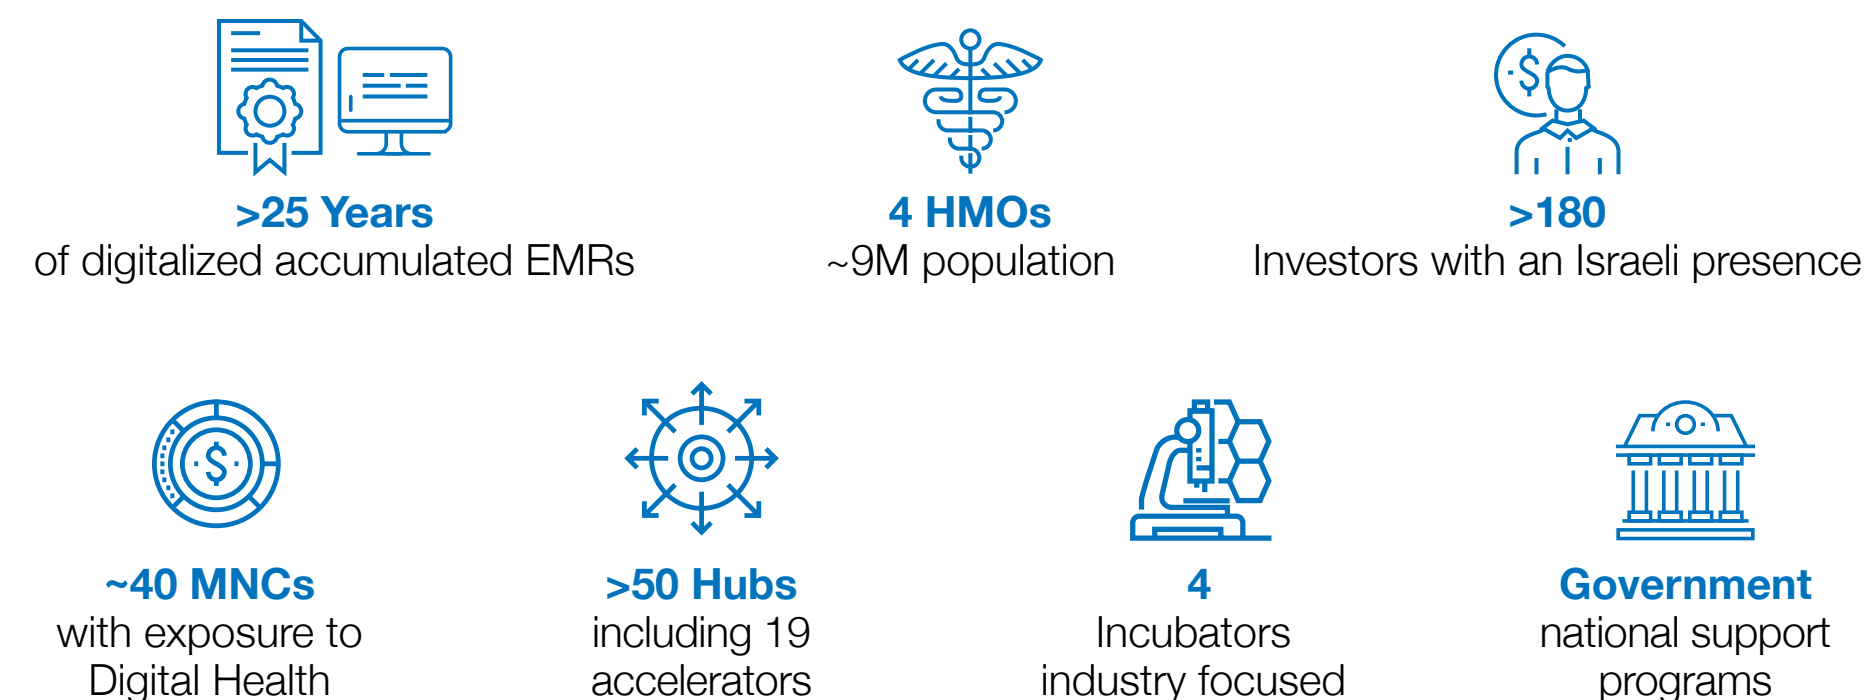 >25 Years
of digitalized accumulated EMRs
4 HMOs
~9M population
>180
Investors with an Israeli presence
~40 MNCs
with exposure to
Digital Health
>50 Hubs
including 19
accelerators
4
Incubators
industry focused
Government
national support
programs